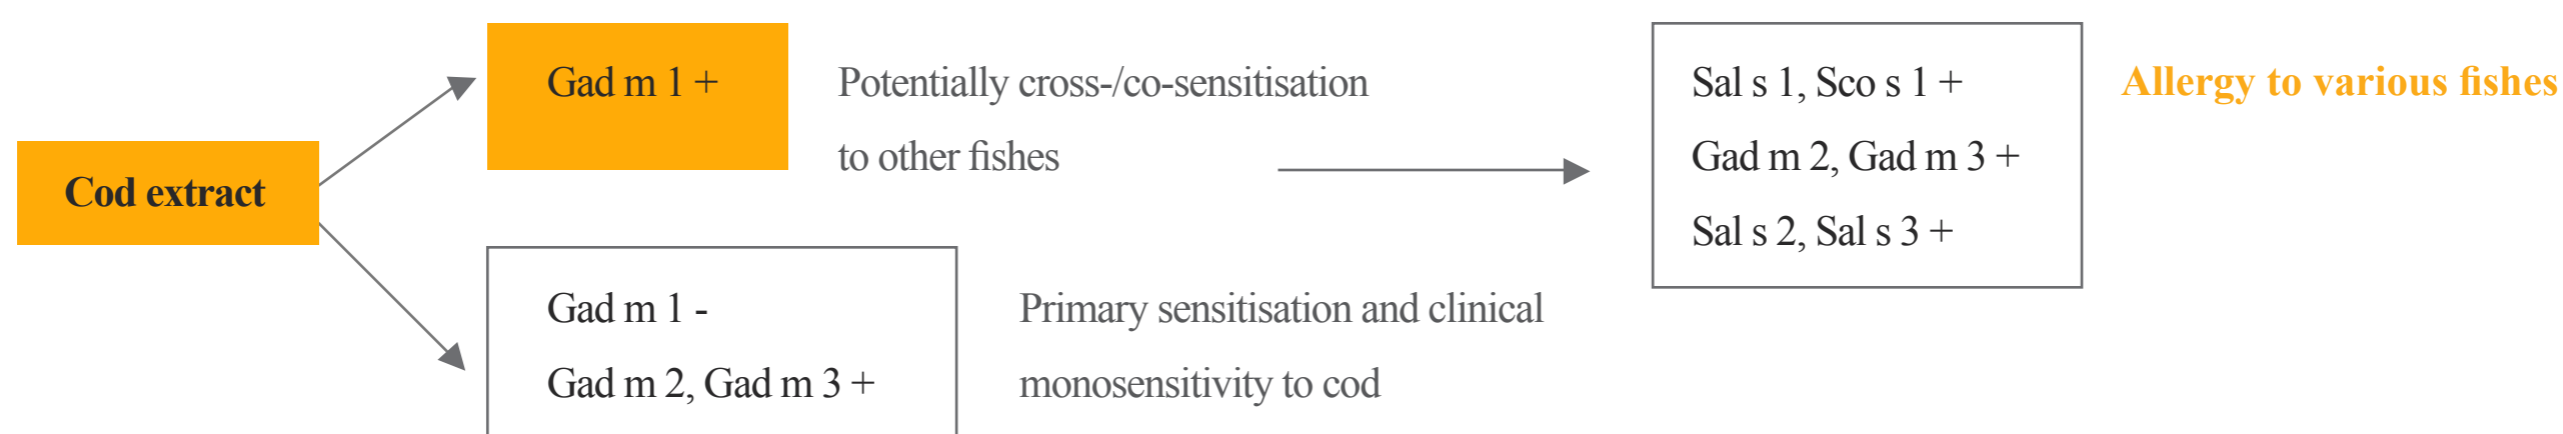 Cod extract
Gad m 1 +
Potentially cross-/co-sensitisation
to other fishes
Sal s 1, Sco s 1 +
Gad m 2, Gad m 3 +
Sal s 2, Sal s 3 +
Allergy to various fishes
Gad m 1 -
Gad m 2, Gad m 3 +
Primary sensitisation and clinical
monosensitivity to cod